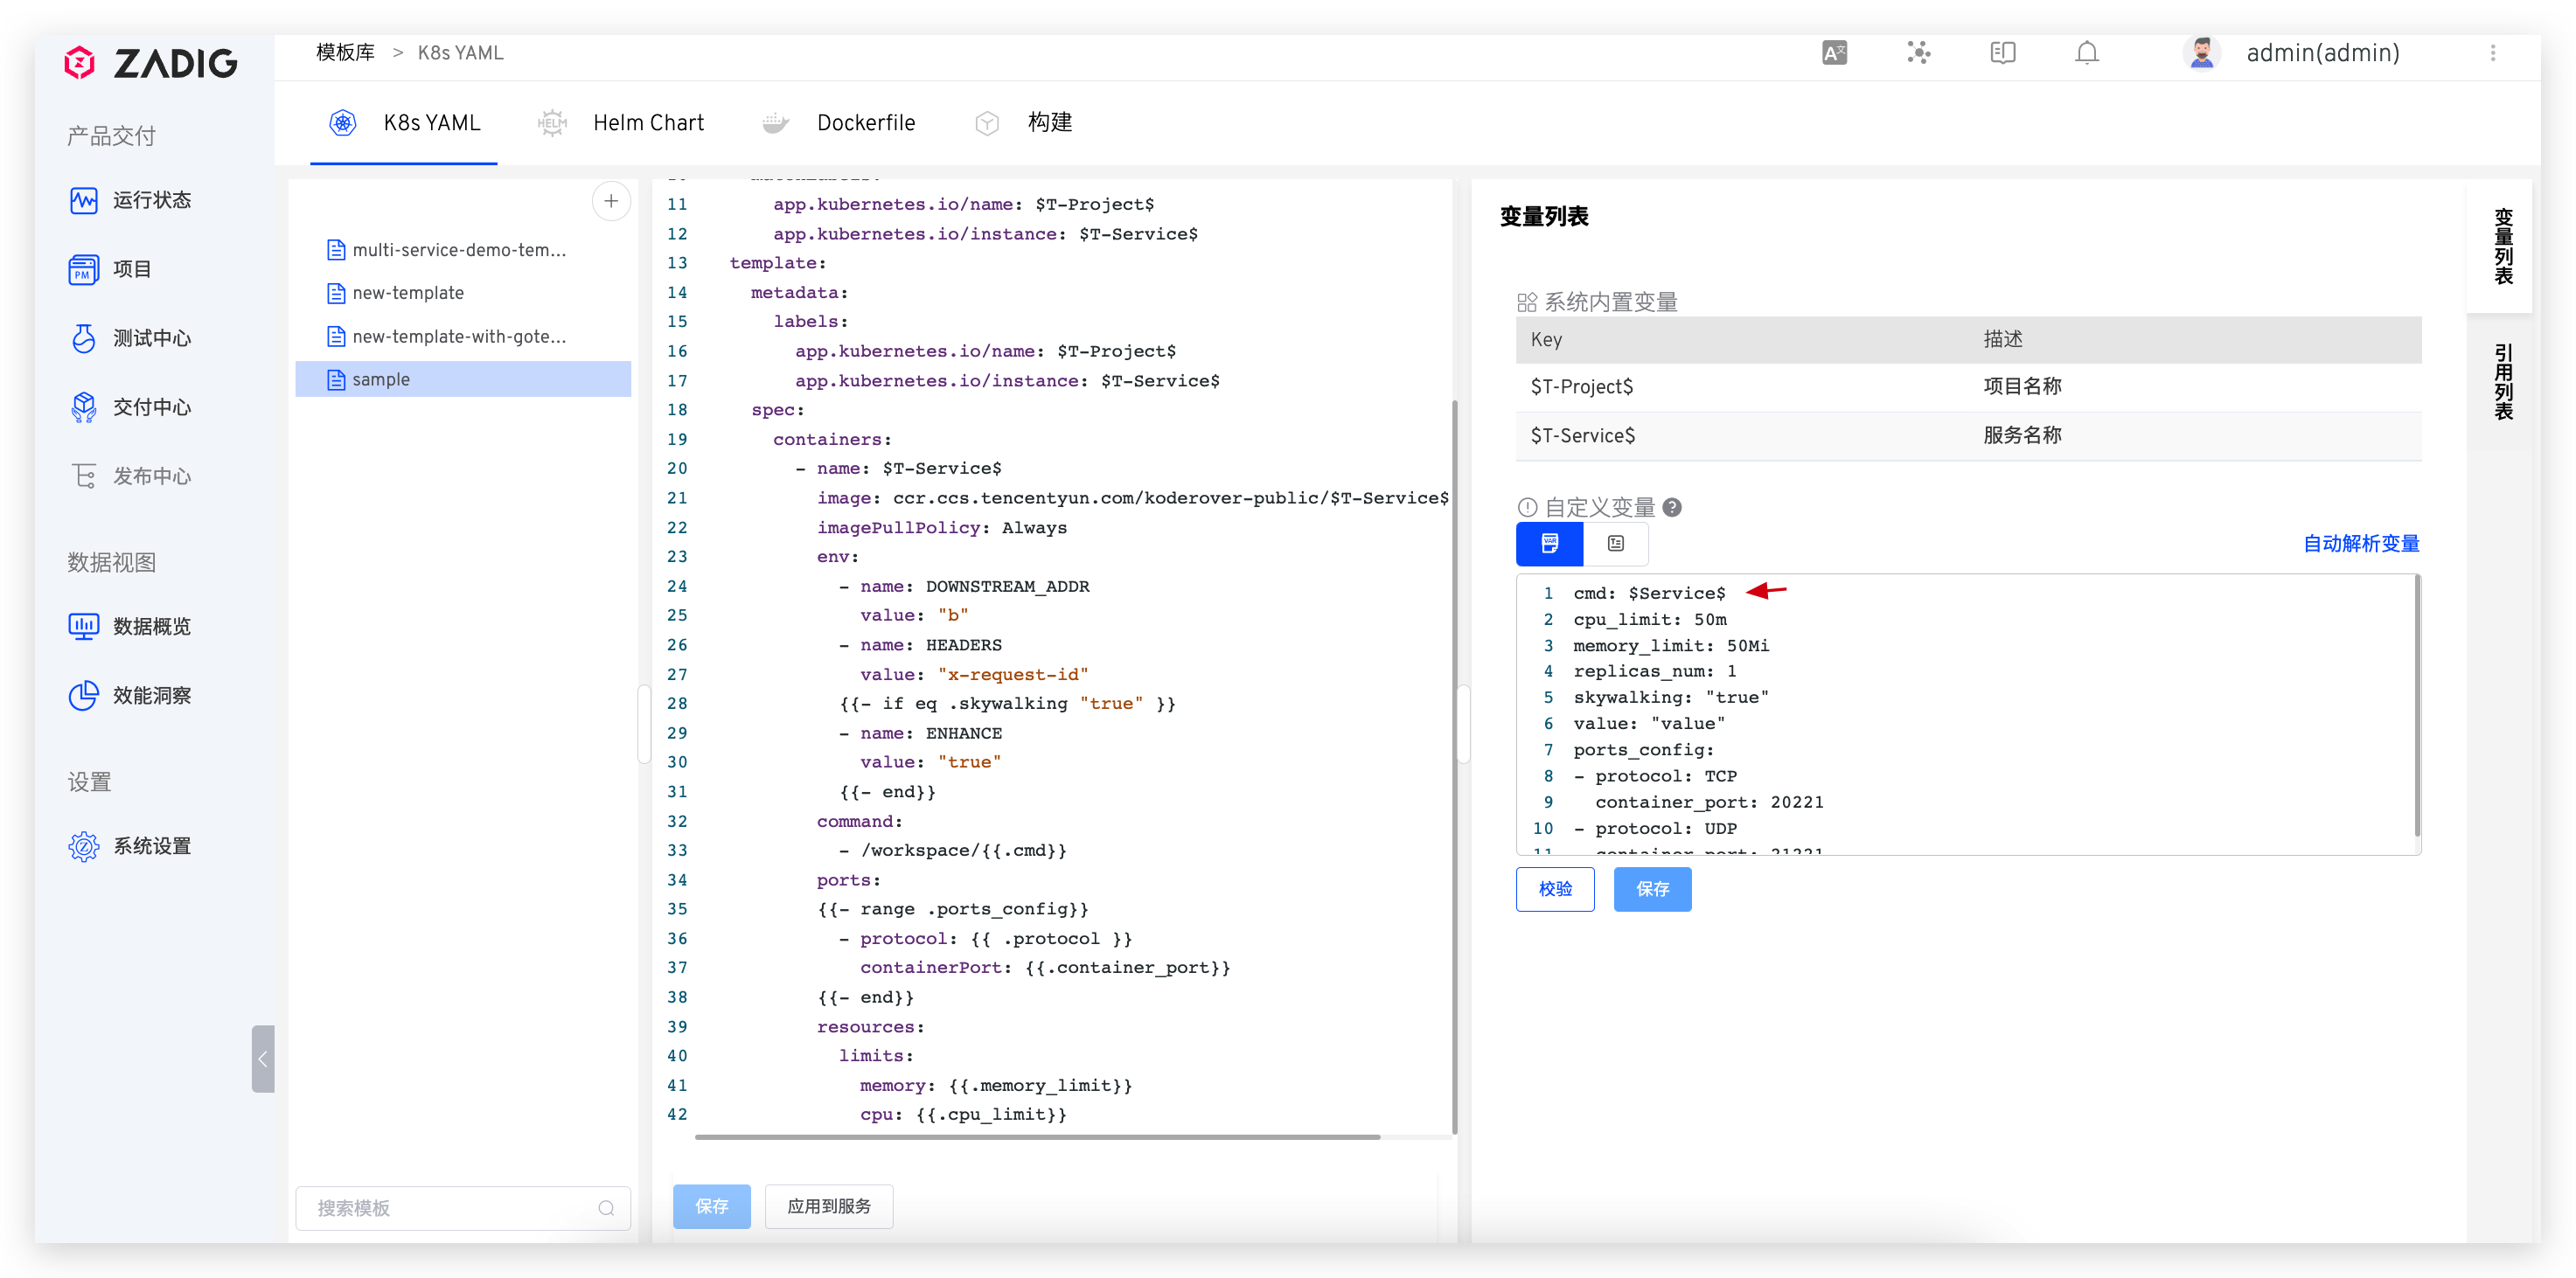 ZADIG
产品交付
运行状态
项目
测试中心
交付中心
发布中心
数据视图
数据概览
效能洞察
设置
系统设置
模板库 > K8s YAML
admin(admin)
K8s YAML
Helm Chart
Dockerfile
构建
multi-service-demo-tem...
new-template
new-template-with-gote...
sample
搜索模板
11 app.kubernetes.io/name: $T-Project$
12 app.kubernetes.io/instance: $T-Service$
13 template:
14 metadata:
15 labels:
16 app.kubernetes.io/name: $T-Project$
17 app.kubernetes.io/instance: $T-Service$
18 spec:
19 containers:
20 - name: $T-Service$
21 image: ccr.ccs.tencentyun.com/koderover-public/$T-Service$
22 imagePullPolicy: Always
23 env:
24 - name: DOWNSTREAM_ADDR
25 value: "b"
26 - name: HEADERS
27 value: "x-request-id"
28 {{- if eq .skywalking "true" }}
29 - name: ENHANCE
30 value: "true"
31 {{- end}}
32 command:
33 - /workspace/{{.cmd}}
34 ports:
35 {{- range .ports_config}}
36 - protocol: {{ .protocol }}
37 containerPort: {{.container_port}}
38 {{- end}}
39 resources:
40 limits:
41 memory: {{.memory_limit}}
42 cpu: {{.cpu_limit}}
保存
应用到服务
变量列表
系统内置变量
Key 描述
$T-Project$ 项目名称
$T-Service$ 服务名称
自定义变量
自动解析变量
1 cmd: $Service$
2 cpu_limit: 50m
3 memory_limit: 50Mi
4 replicas_num: 1
5 skywalking: "true"
6 value: "value"
7 ports_config:
8 - protocol: TCP
9 container_port: 20221
10 - protocol: UDP
校验
保存
变量列表
引用列表